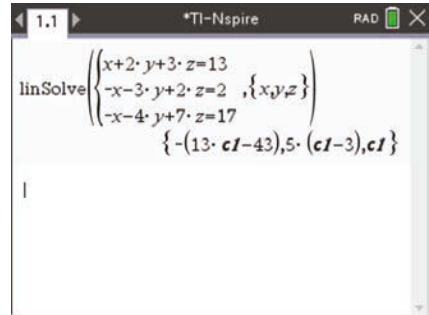 1.1 *TI-Nspire RAD
x+2·y+3·z=13
linSolve({-x-3·y+2·z=2 ,{x,y,z})
-x-4·y+7·z=17
{-(13·c1-43),5·(c1-3),c1}